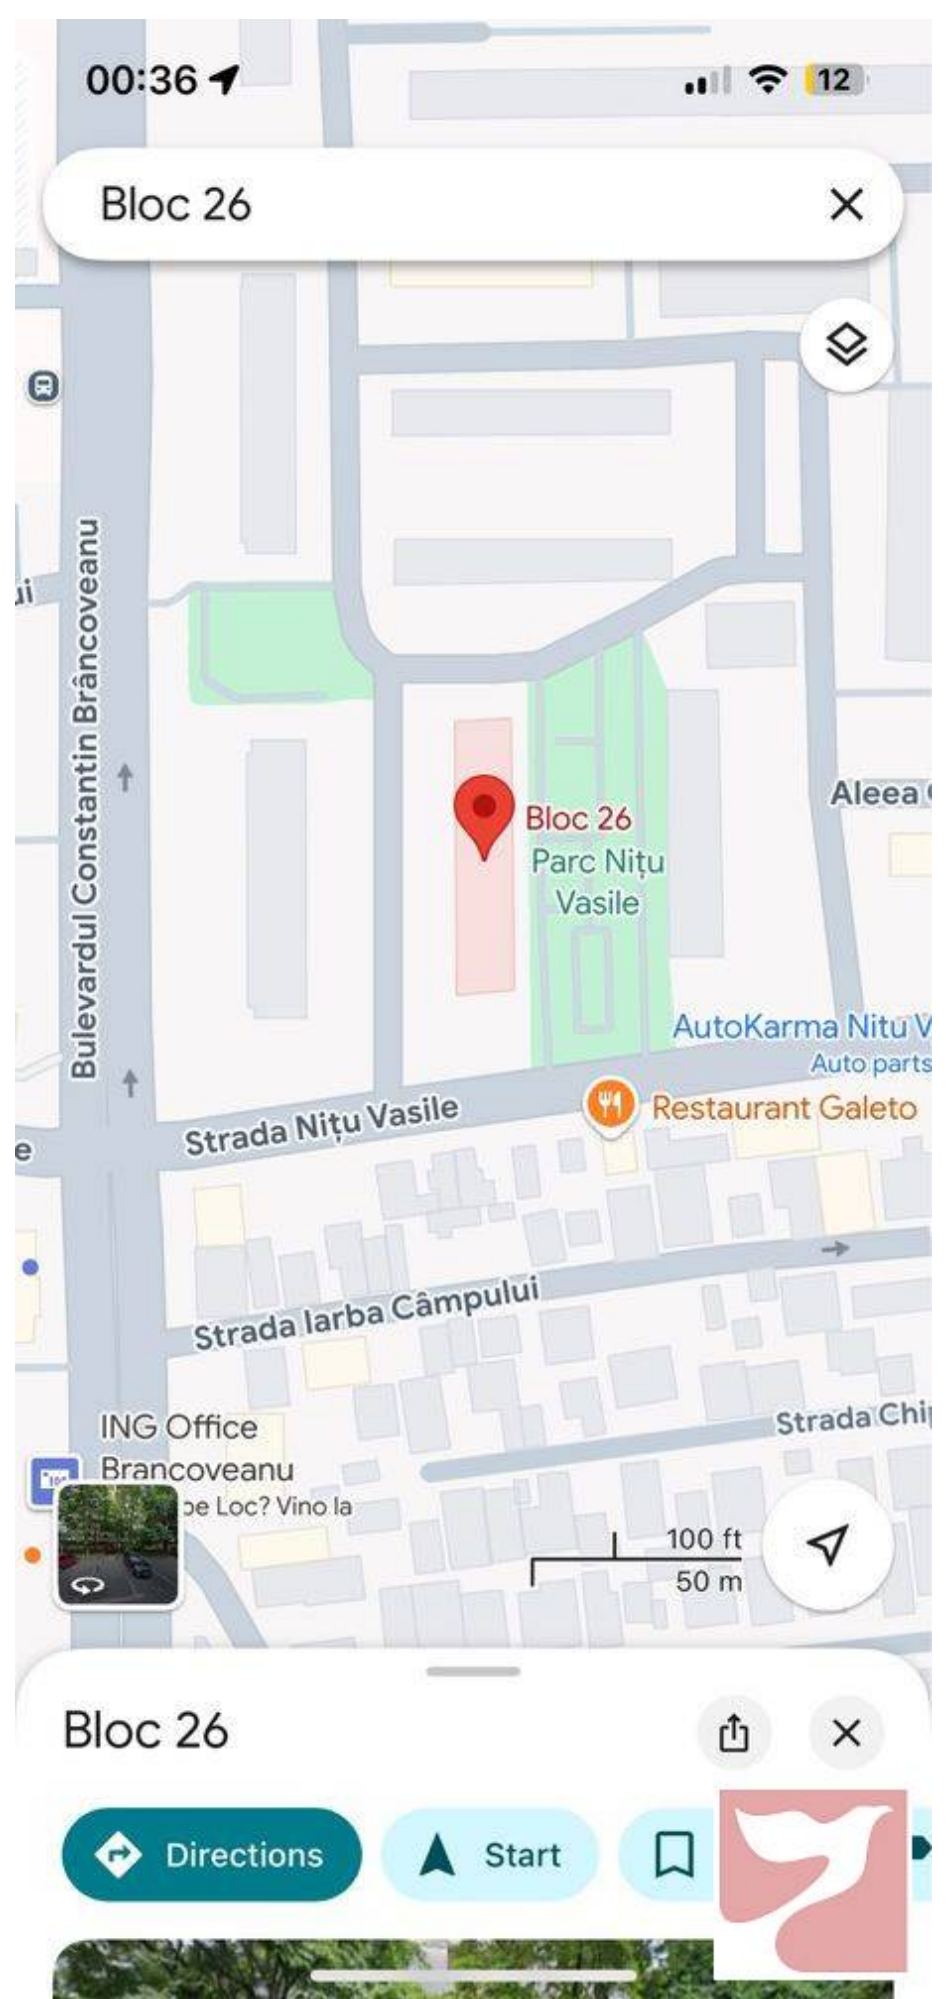 00:36
12
Bloc 26
Bulevardul Constantin Brâncoveanu
Aleea
Bloc 26
Parc Nițu
Vasile
AutoKarma Nitu V
Auto parts
Restaurant Galeto
Strada Nițu Vasile
e
Strada Iarba Câmpului
Strada Chi
ING Office
Brancoveanu
pe Loc? Vino la
100 ft
50 m
Bloc 26
Directions
Start